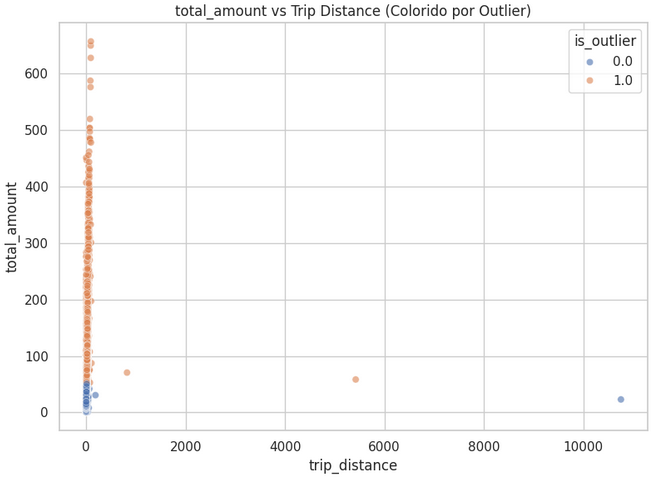 total_amount vs Trip Distance (Colorido por Outlier)
is_outlier
0.0
1.0
600
500
400
300
200
100
0
total_amount
0 2000 4000 6000 8000 10000
trip_distance